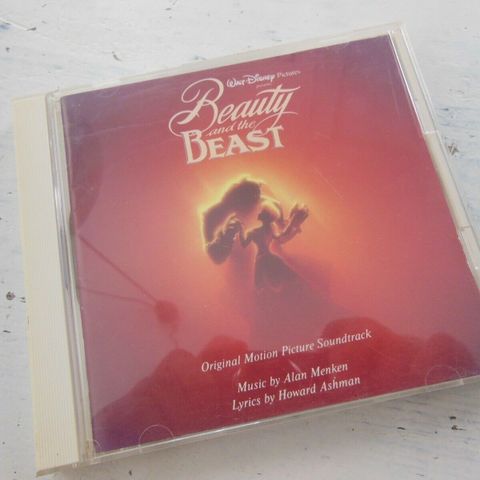 Walt Disney Pictures
presents
Beauty
and the
BEAST
Original Motion Picture Soundtrack
Music by Alan Menken
Lyrics by Howard Ashman